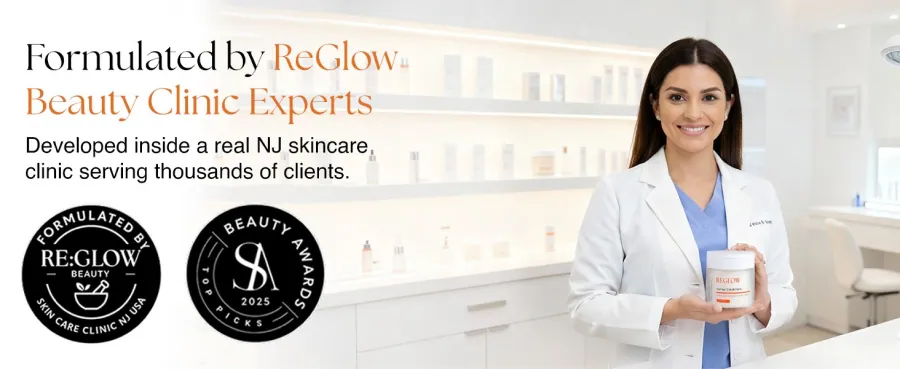 Formulated by ReGlow
Beauty Clinic Experts
Developed inside a real NJ skincare
clinic serving thousands of clients.
FORMULATED BY
RE:GLOW
BEAUTY
SKIN CARE CLINIC NJ USA
BEAUTY AWARDS
SA
2025
TOP PICKS
REGLOW